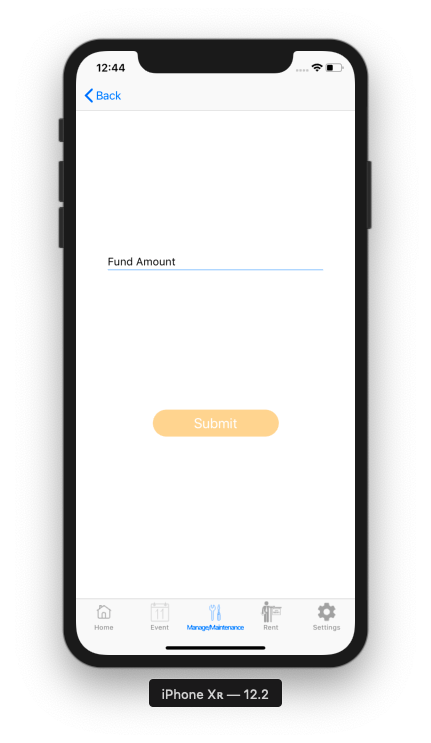 12:44
Back
Fund Amount
Submit
Home Event Manage/Maintenance Rent Settings
iPhone Xʀ — 12.2